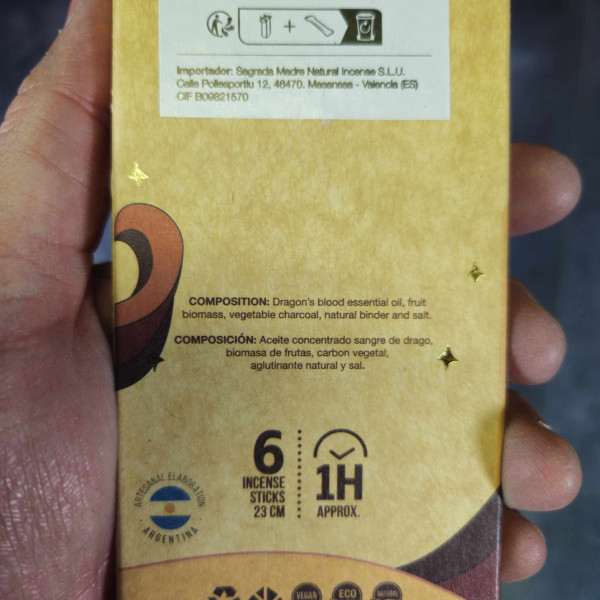 +
Importador: Sagrada Madre Natural Incense S.L.U.
Calle Poliesportiu 12, 46470. Massnasa - Valencia (ES)
CIF B09821570
COMPOSITION: Dragon's blood essential oil, fruit
biomass, vegetable charcoal, natural binder and salt.
COMPOSICIÓN: Aceite concentrado sangre de drago,
biomasa de frutas, carbon vegetal,
aglutinante natural y sal.
6
INCENSE
STICKS
23 CM
1H
APPROX.
ARTESANAL ELABORATION
• ARGENTINA •
VEGAN
ECO
NATURAL